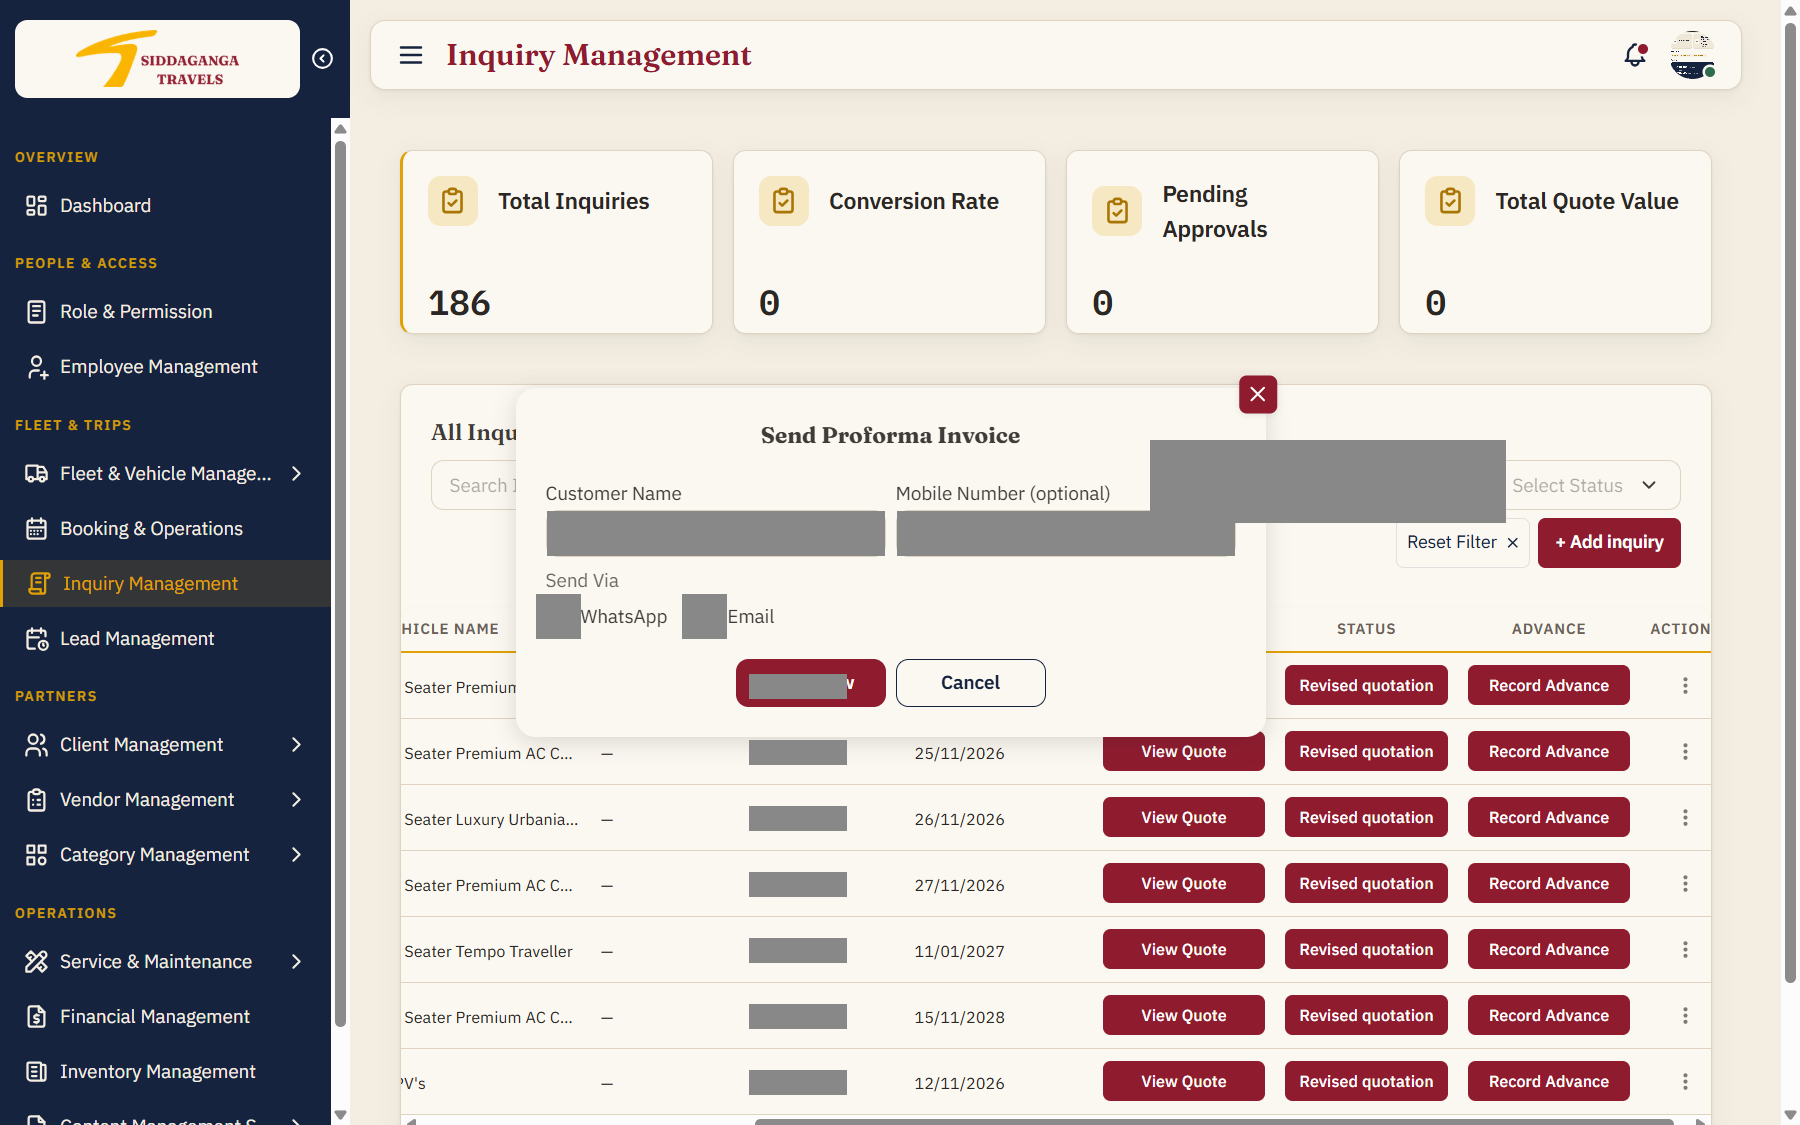 SIDDAGANGA
TRAVELS
OVERVIEW
Dashboard
PEOPLE & ACCESS
Role & Permission
Employee Management
FLEET & TRIPS
Fleet & Vehicle Manage...
Booking & Operations
Inquiry Management
Lead Management
PARTNERS
Client Management
Vendor Management
Category Management
OPERATIONS
Service & Maintenance
Financial Management
Inventory Management
Inquiry Management
Total Inquiries
186
Conversion Rate
0
Pending
Approvals
0
Total Quote Value
0
All Inqu
Search
Select Status
Reset Filter
+ Add inquiry
Send Proforma Invoice
Customer Name
Mobile Number (optional)
Send Via
WhatsApp
Email
Cancel
HICLE NAME
STATUS
ADVANCE
ACTION
Seater Premium
Revised quotation
Record Advance
Seater Premium AC C...
—
25/11/2026
View Quote
Revised quotation
Record Advance
Seater Luxury Urbania...
—
26/11/2026
View Quote
Revised quotation
Record Advance
Seater Premium AC C...
—
27/11/2026
View Quote
Revised quotation
Record Advance
Seater Tempo Traveller
—
11/01/2027
View Quote
Revised quotation
Record Advance
Seater Premium AC C...
—
15/11/2028
View Quote
Revised quotation
Record Advance
PV's
—
12/11/2026
View Quote
Revised quotation
Record Advance